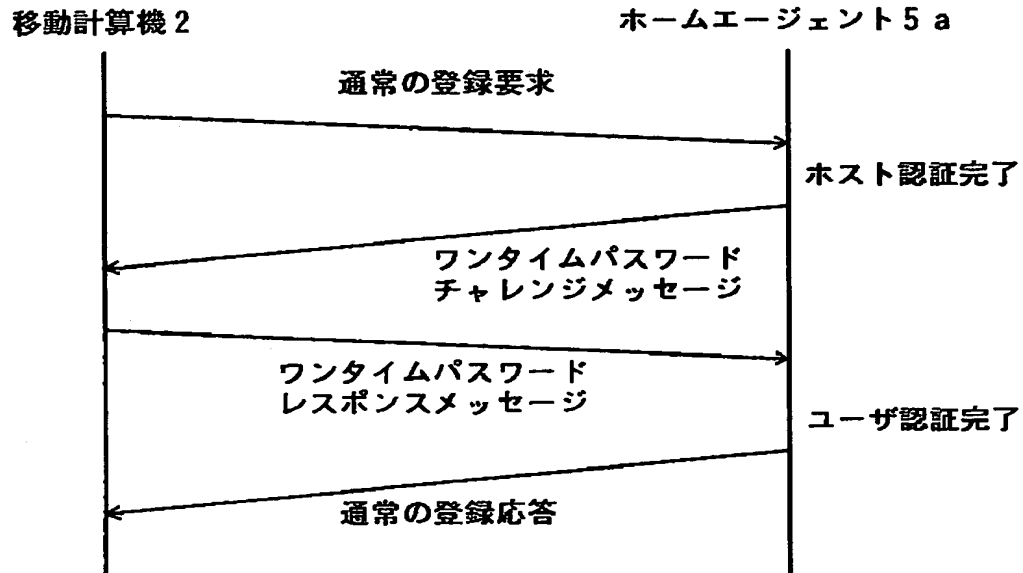 移動計算機2
ホームエージェント5a
通常の登録要求
ホスト認証完了
ワンタイムパスワード
チャレンジメッセージ
ワンタイムパスワード
レスポンスメッセージ
ユーザ認証完了
通常の登録応答